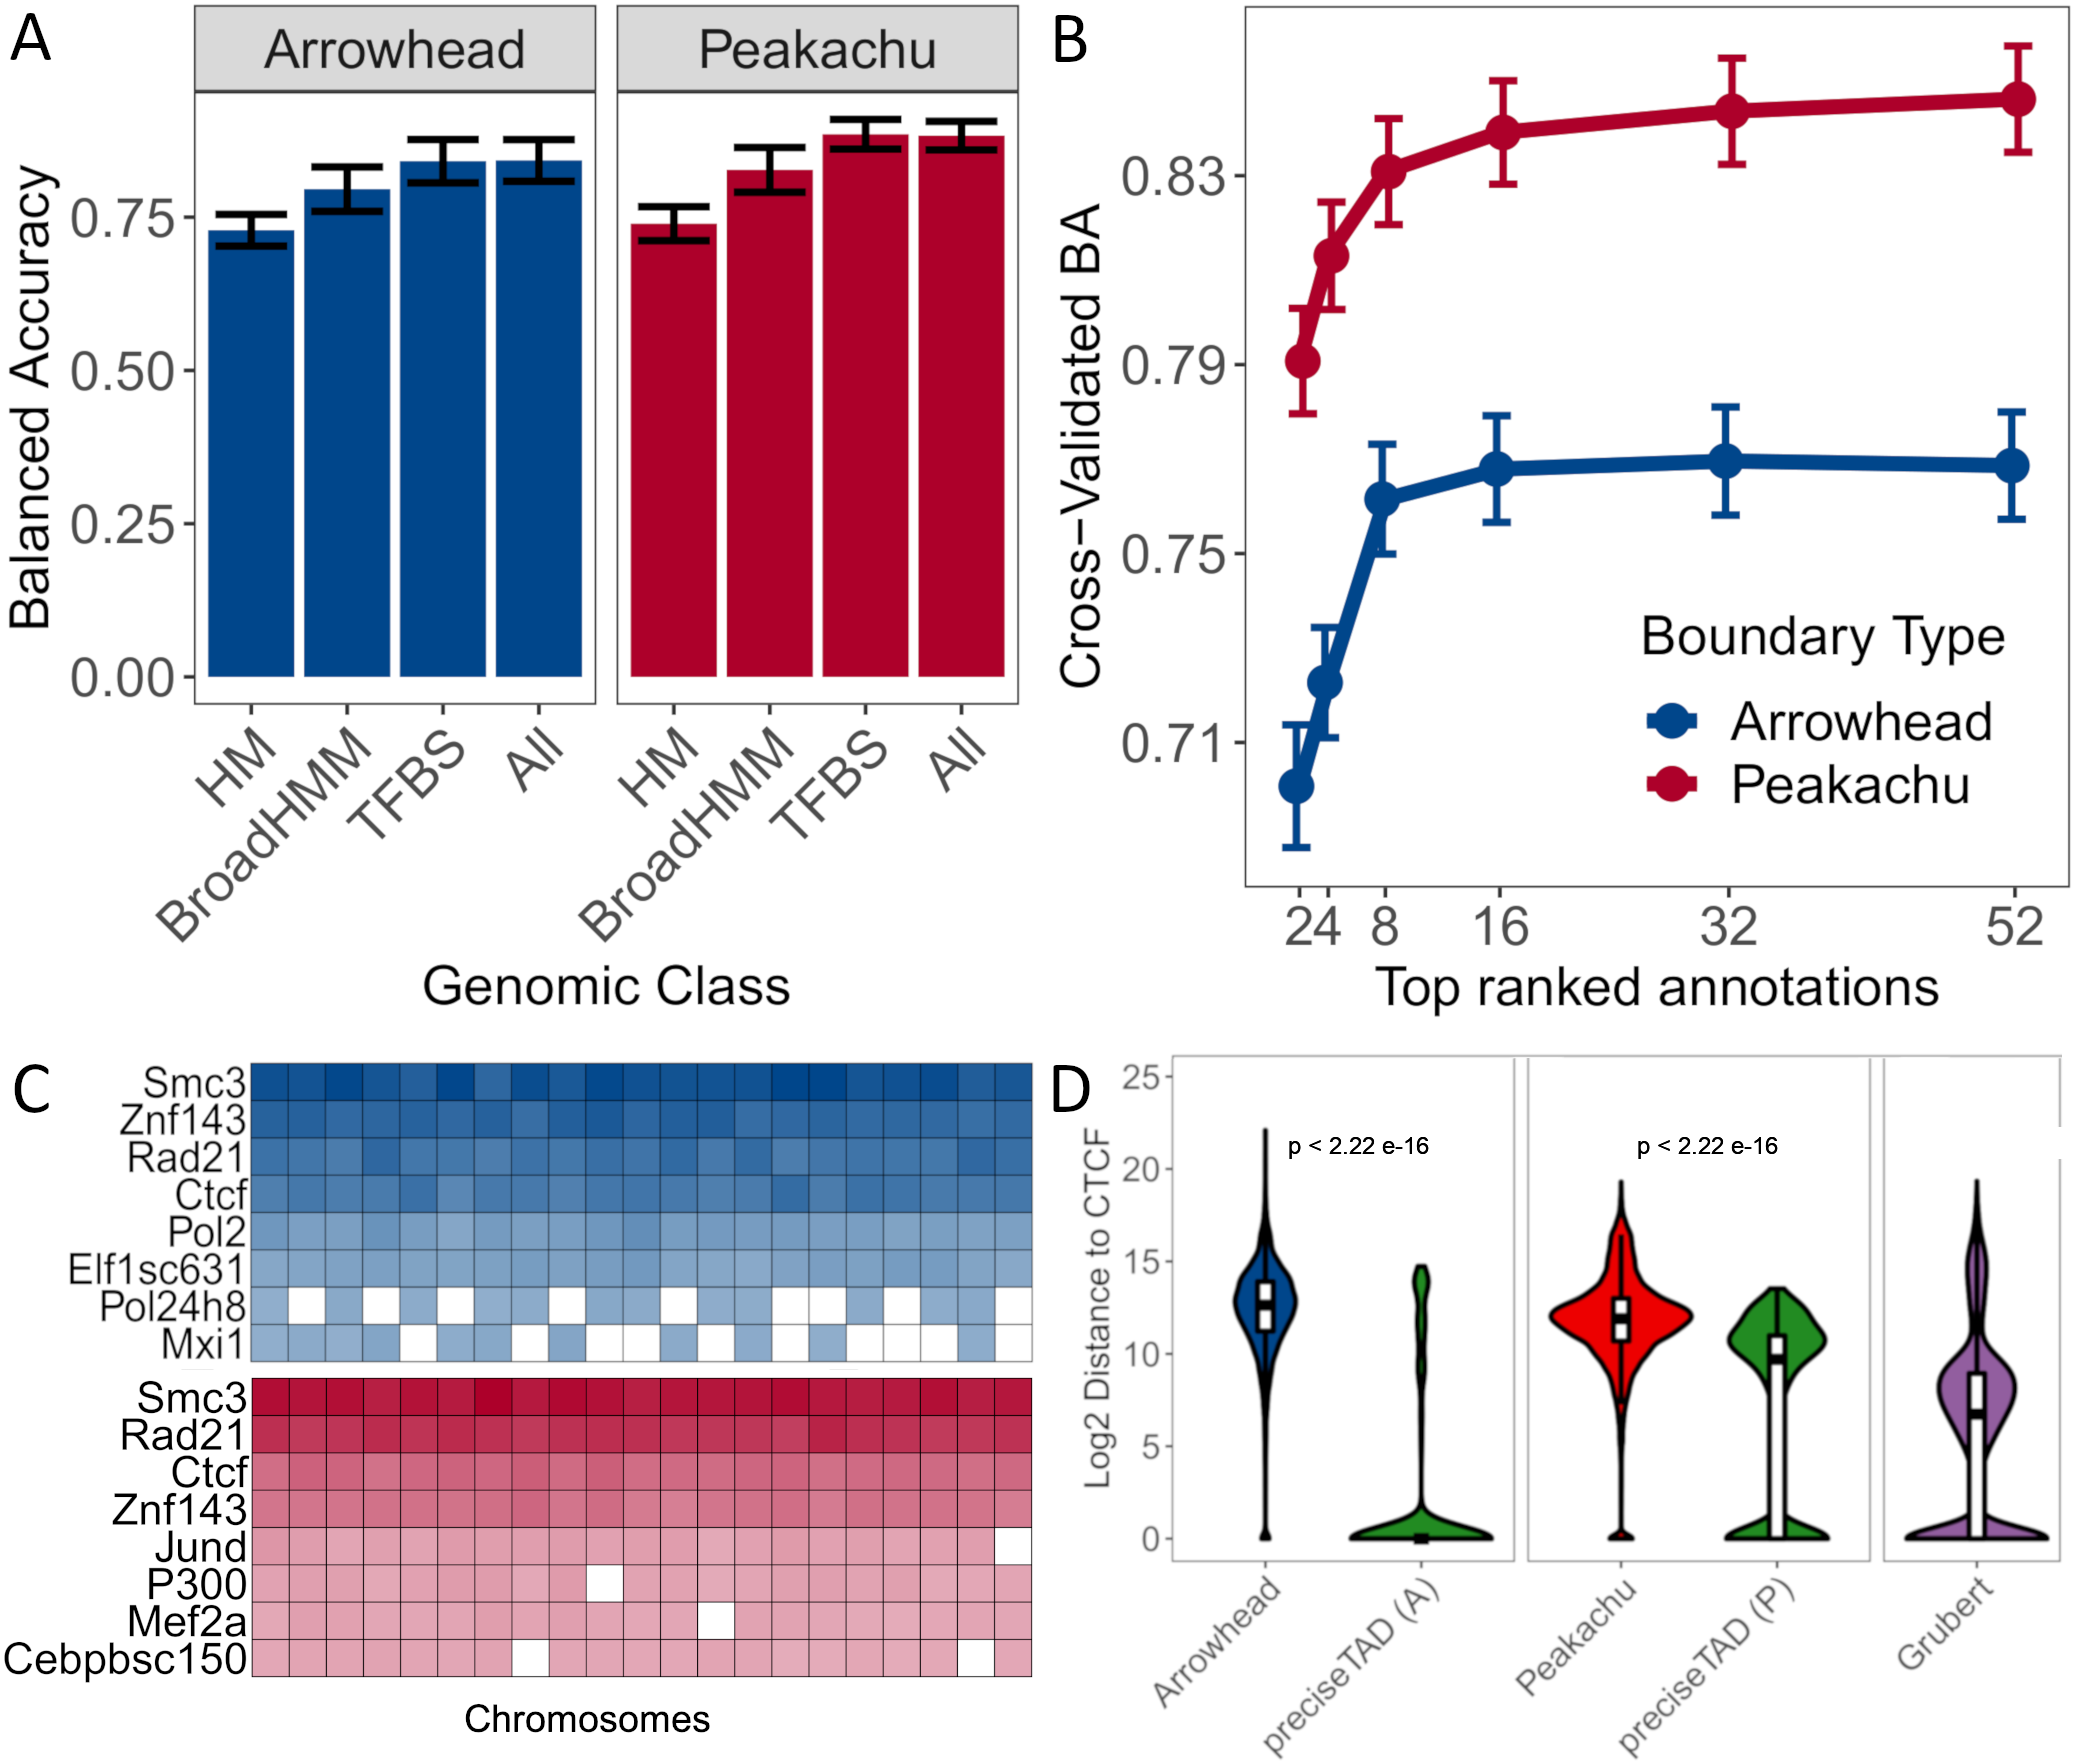 A
Arrowhead
Peakachu
Balanced Accuracy
0.75
0.50
0.25
0.00
HM
BroadHMM
TFBS
All
HM
BroadHMM
TFBS
All
Genomic Class
B
Cross-Validated BA
0.83
0.79
0.75
0.71
Boundary Type
Arrowhead
Peakachu
2 4 8 16 32 52
Top ranked annotations
C
Smc3
Znf143
Rad21
Ctcf
Pol2
Elf1sc631
Pol24h8
Mxi1
Smc3
Rad21
Ctcf
Znf143
Jund
P300
Mef2a
Cebpbsc150
Chromosomes
D
Log2 Distance to CTCF
25
20
15
10
5
0
p < 2.22 e-16
p < 2.22 e-16
Arrowhead
preciseTAD (A)
Peakachu
preciseTAD (P)
Grubert